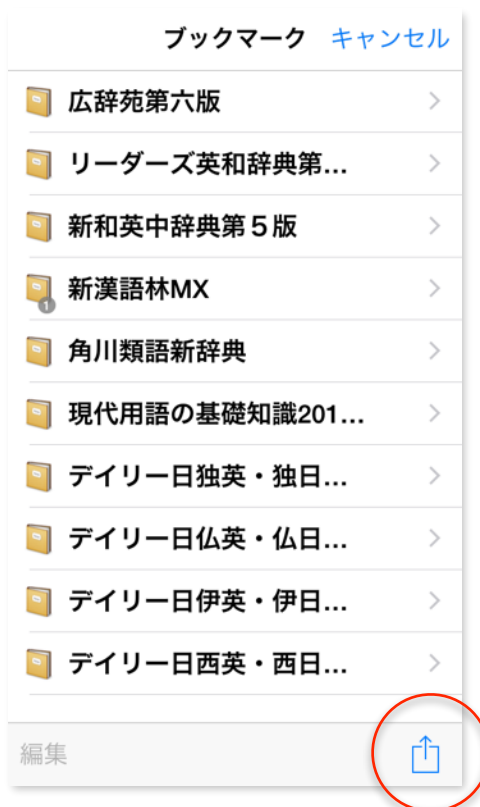 ブックマーク キャンセル
広辞苑第六版
リーダーズ英和辞典第...
新和英中辞典第５版
新漢語林MX
1
角川類語新辞典
現代用語の基礎知識201...
デイリー日独英・独日...
デイリー日仏英・仏日...
デイリー日伊英・伊日...
デイリー日西英・西日...
編集